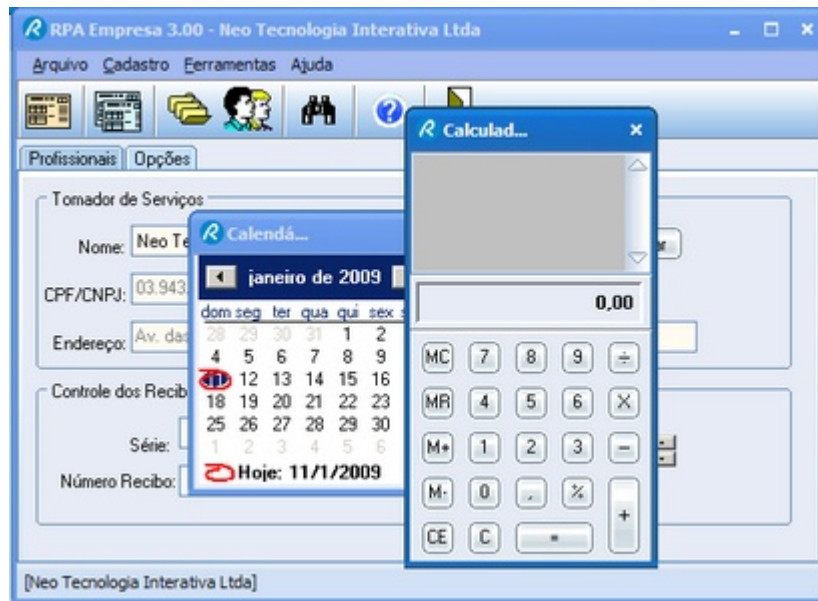 RPA Empresa 3.00 - Neo Tecnologia Interativa Ltda
Arquivo Cadastro Ferramentas Ajuda
Profissionais Opções
Tomador de Serviços
Nome: Neo
CPF/CNPJ: 03.943
Endereço: Av. das
Controle dos
Série:
Número Recibo:
[Neo Tecnologia Interativa Ltda]
Calendá...
janeiro de 2009
dom seg ter qua qui sex
28 29 30 31 1 2
4 5 6 7 8 9
11 12 13 14 15 16
18 19 20 21 22 23
25 26 27 28 29 30
1 2 3 4 5 6
Hoje: 11/1/2009
Calculad...
0,00
MC 7 8 9 ÷
MR 4 5 6 X
M+ 1 2 3 −
M- 0 , % +
CE C =